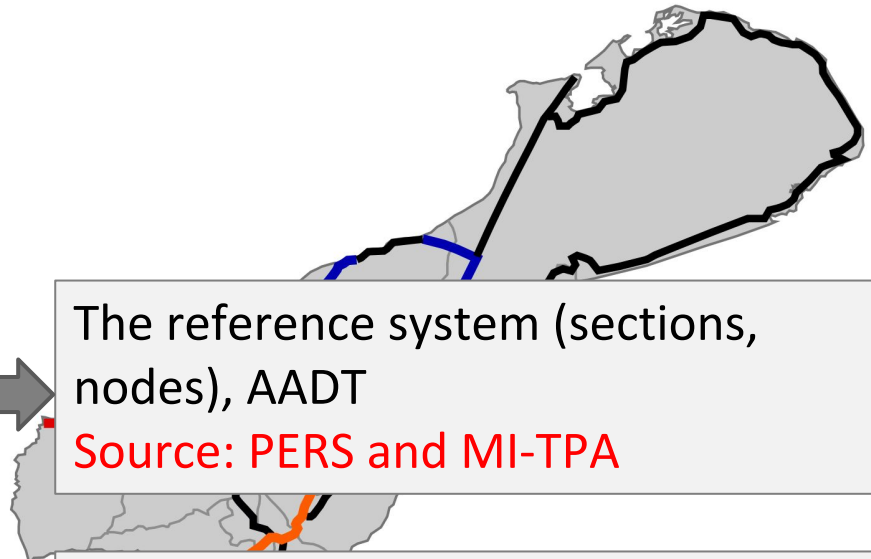 The reference system (sections,
nodes), AADT
Source: PERS and MI-TPA